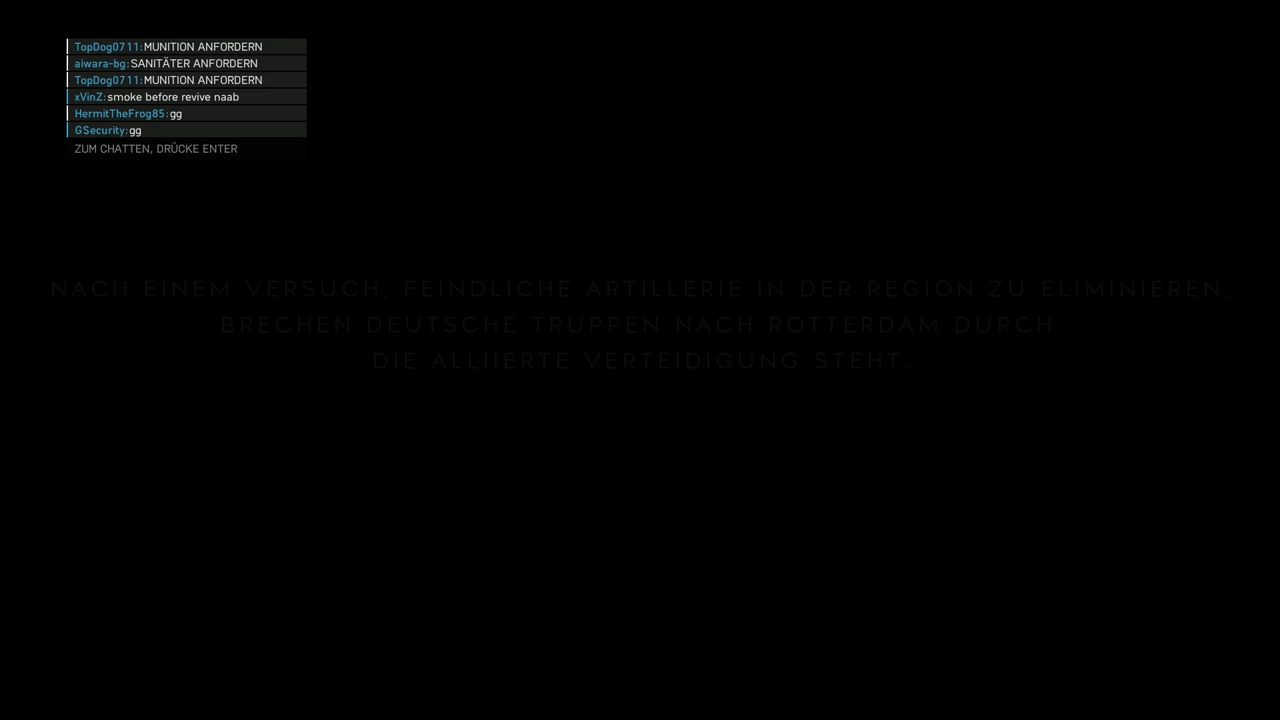 TopDog0711:MUNITION ANFORDERN
aiwara-bg:SANITÄTER ANFORDERN
TopDog0711:MUNITION ANFORDERN
xVinZ:smoke before revive naab
HermitTheFrog85:gg
GSecurity:gg
ZUM CHATTEN, DRÜCKE ENTER
NACH EINEM VERSUCH, FEINDLICHE ARTILLERIE IN DER REGION ZU ELIMINIEREN,
BRECHEN DEUTSCHE TRUPPEN NACH ROTTERDAM DURCH.
DIE ALLIIERTE VERTEIDIGUNG STEHT.